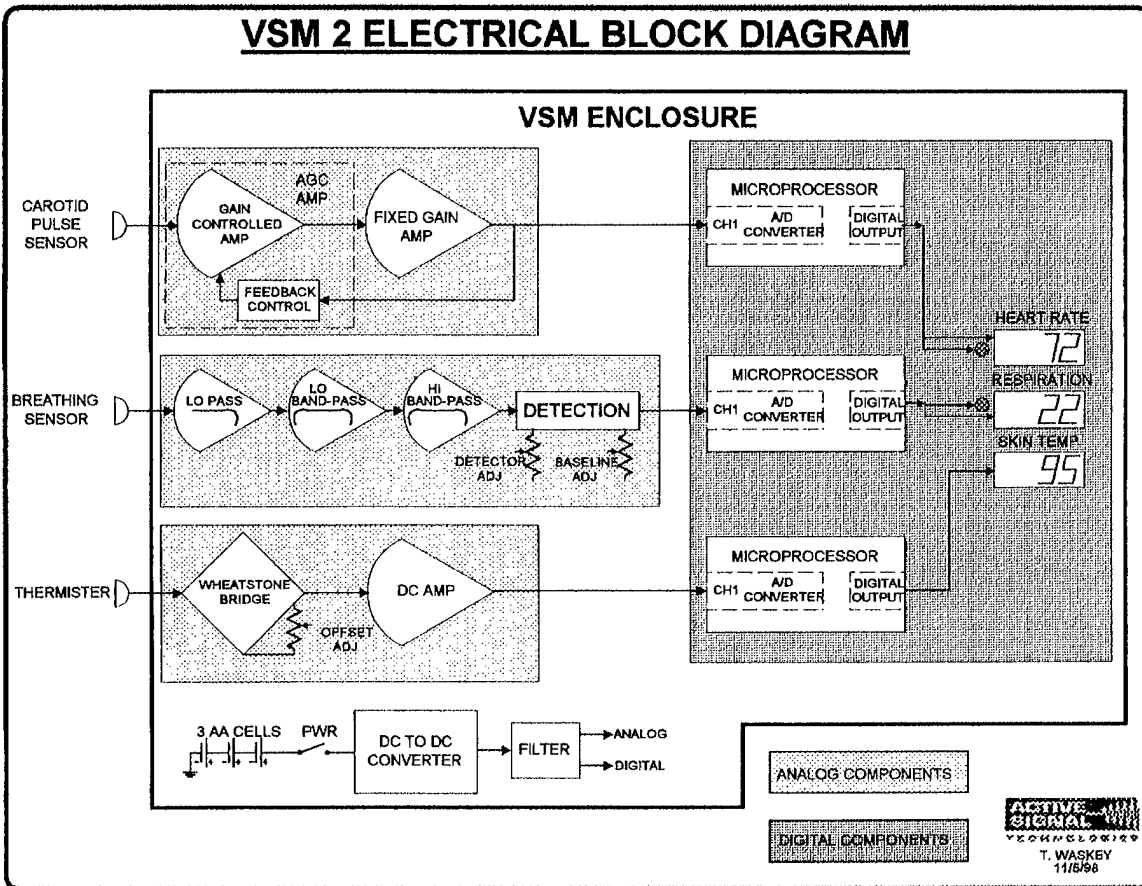 VSM 2 ELECTRICAL BLOCK DIAGRAM
VSM ENCLOSURE
CAROTID
PULSE
SENSOR
GAIN
CONTROLLED
AMP
AGC
AMP
FIXED GAIN
AMP
FEEDBACK
CONTROL
MICROPROCESSOR
CH1
A/D
CONVERTER
DIGITAL
OUTPUT
HEART RATE
72
BREATHING
SENSOR
LO PASS
LO
BAND-PASS
HI
BAND-PASS
DETECTION
DETECTOR
ADJ
BASELINE
ADJ
MICROPROCESSOR
CH1
A/D
CONVERTER
DIGITAL
OUTPUT
RESPIRATION
22
SKIN TEMP
95
THERMISTER
WHEATSTONE
BRIDGE
OFFSET
ADJ
DC AMP
MICROPROCESSOR
CH1
A/D
CONVERTER
DIGITAL
OUTPUT
3 AA CELLS
PWR
DC TO DC
CONVERTER
FILTER
ANALOG
DIGITAL
ANALOG COMPONENTS
DIGITAL COMPONENTS
ACTIVE
SIGNAL
TECHNOLOGIES
T. WASKEY
11/5/98